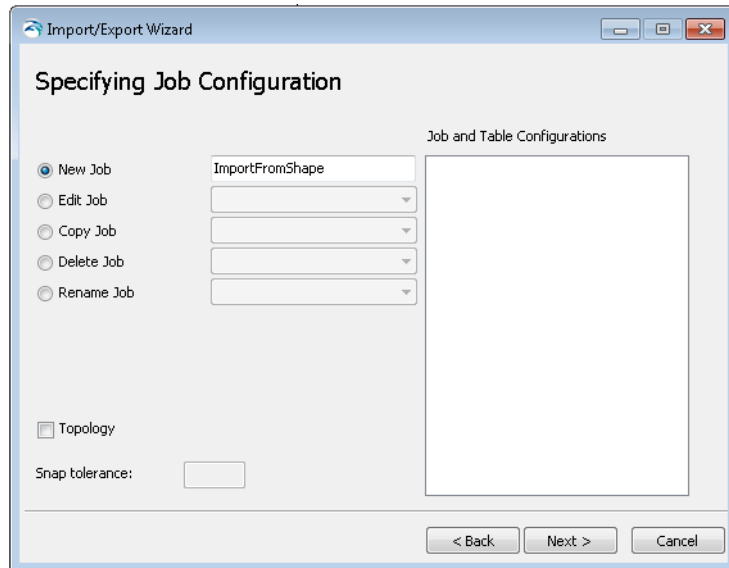 Import/Export Wizard
Specifying Job Configuration
Job and Table Configurations
New Job
ImportFromShape
Edit Job
Copy Job
Delete Job
Rename Job
Topology
Snap tolerance:
< Back
Next >
Cancel